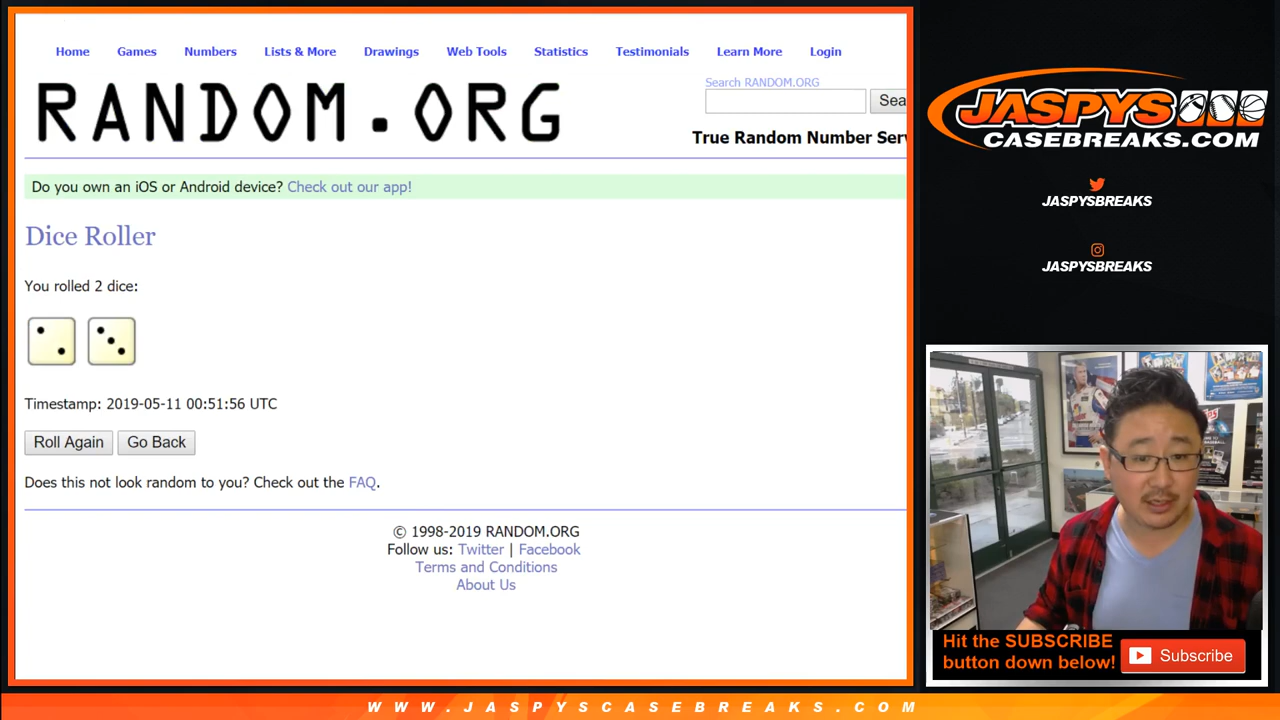 Home Games Numbers Lists & More Drawings Web Tools Statistics Testimonials Learn More Login
RANDOM.ORG
Search RANDOM.ORG
Sea
True Random Number Serv
Do you own an iOS or Android device? Check out our app!
Dice Roller
You rolled 2 dice:
Timestamp: 2019-05-11 00:51:56 UTC
Roll Again Go Back
Does this not look random to you? Check out the FAQ.
© 1998-2019 RANDOM.ORG
Follow us: Twitter | Facebook
Terms and Conditions
About Us
JASPYS
CASEBREAKS.COM
JASPYSBREAKS
JASPYSBREAKS
Hit the SUBSCRIBE
button down below!
Subscribe
WWW.JASPYSCASEBREAKS.COM